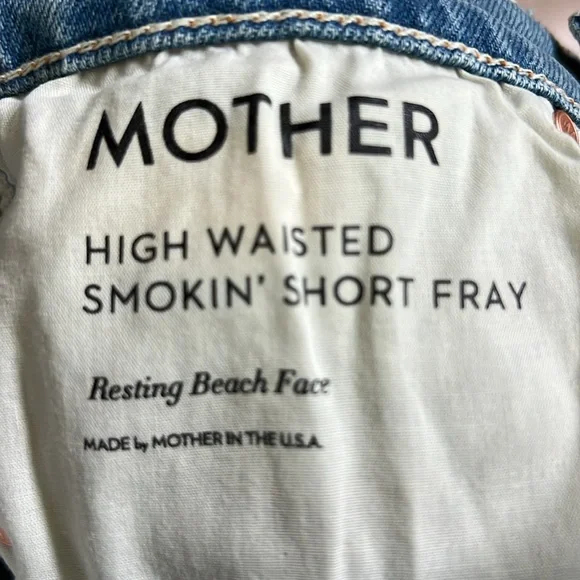 MOTHER
HIGH WAISTED
SMOKIN' SHORT FRAY
Resting Beach Face
MADE by MOTHER IN THE U.S.A.